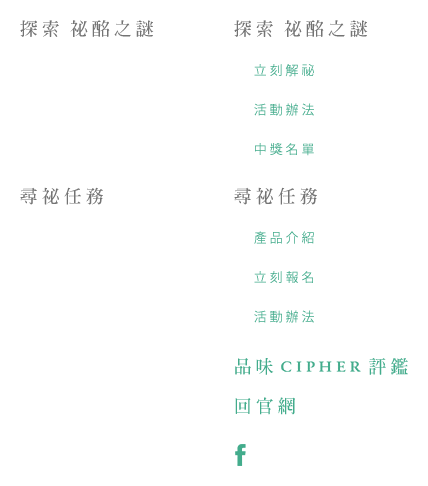 探索 祕酩之謎
探索 祕酩之謎
立刻解祕
活動辦法
中獎名單
尋祕任務
尋祕任務
產品介紹
立刻報名
活動辦法
品味 CIPHER 評鑑
回官網
f